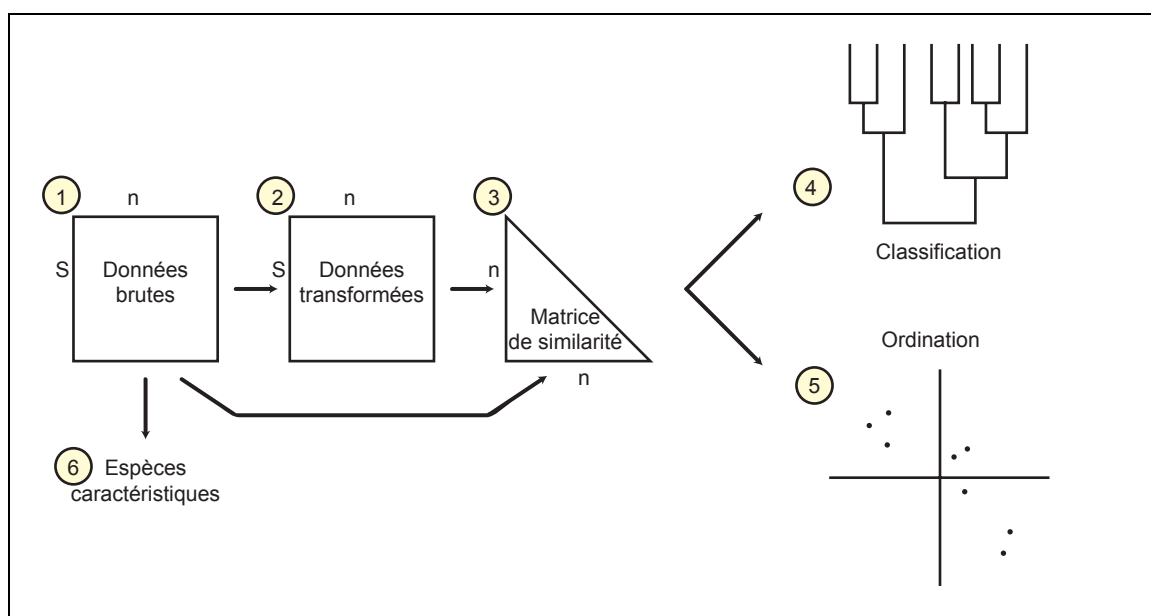 1
n
S
Données
brutes
2
n
S
Données
transformées
3
n
Matrice
de similarité
n
4
Classification
Ordination
5
6
Espèces
caractéristiques